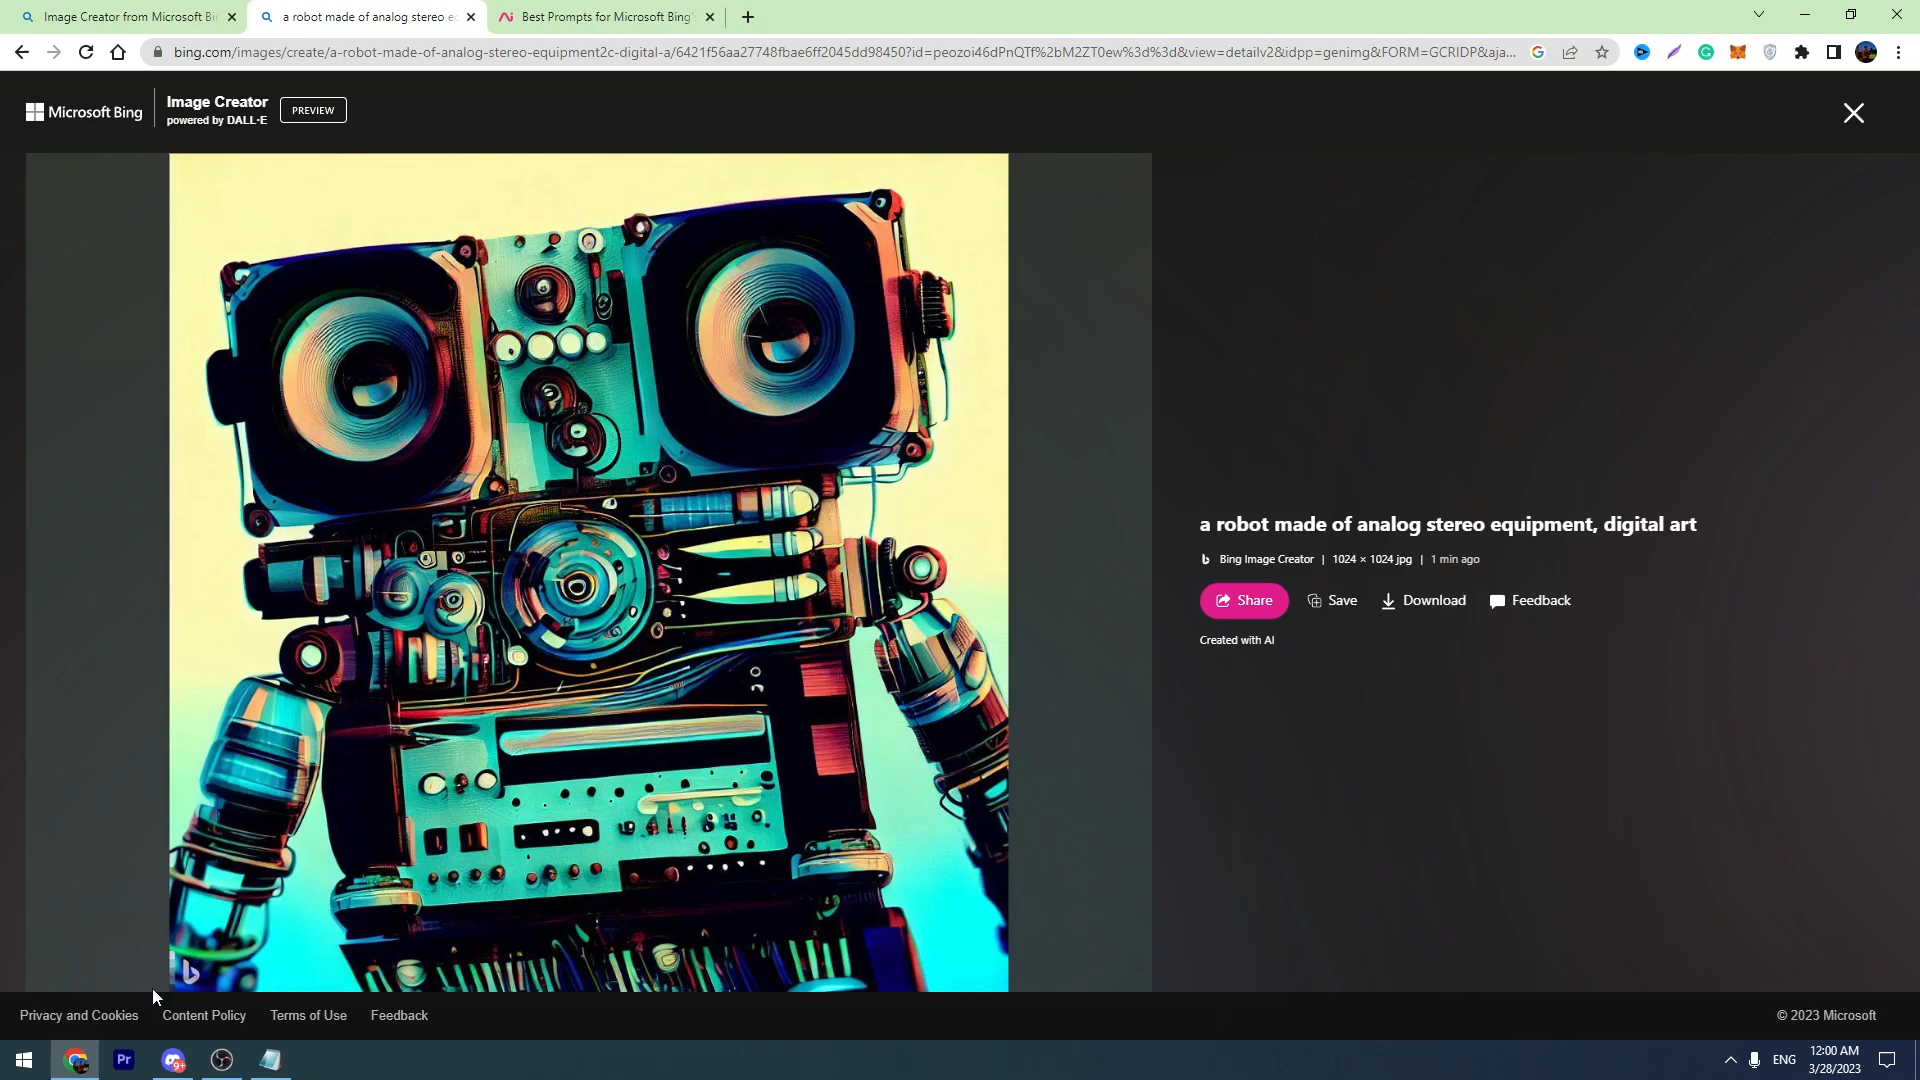 Image Creator from Microsoft Bi
a robot made of analog stereo e
Best Prompts for Microsoft Bing's
bing.com/images/create/a-robot-made-of-analog-stereo-equipment2c-digital-a/6421f56aa27748fbae6ff2045dd98450?id=peozoi46dPnQTf%2bM2ZT0ew%3d%3d&view=detailv2&idpp=genimg&FORM=GCRIDP&aja...
Microsoft Bing
Image Creator
powered by DALL·E
PREVIEW
a robot made of analog stereo equipment, digital art
Bing Image Creator | 1024 × 1024 jpg | 1 min ago
Share Save Download Feedback
Created with AI
Privacy and Cookies Content Policy Terms of Use Feedback
© 2023 Microsoft
Pr
9+
ENG
12:00 AM
3/28/2023